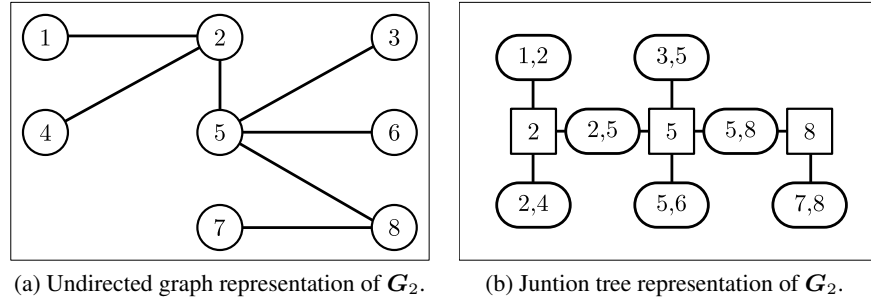 1 2 3
4 5 6
7 8
(a) Undirected graph representation of G₂.
1,2 3,5
2 2,5 5 5,8 8
2,4 5,6 7,8
(b) Juntion tree representation of G₂.